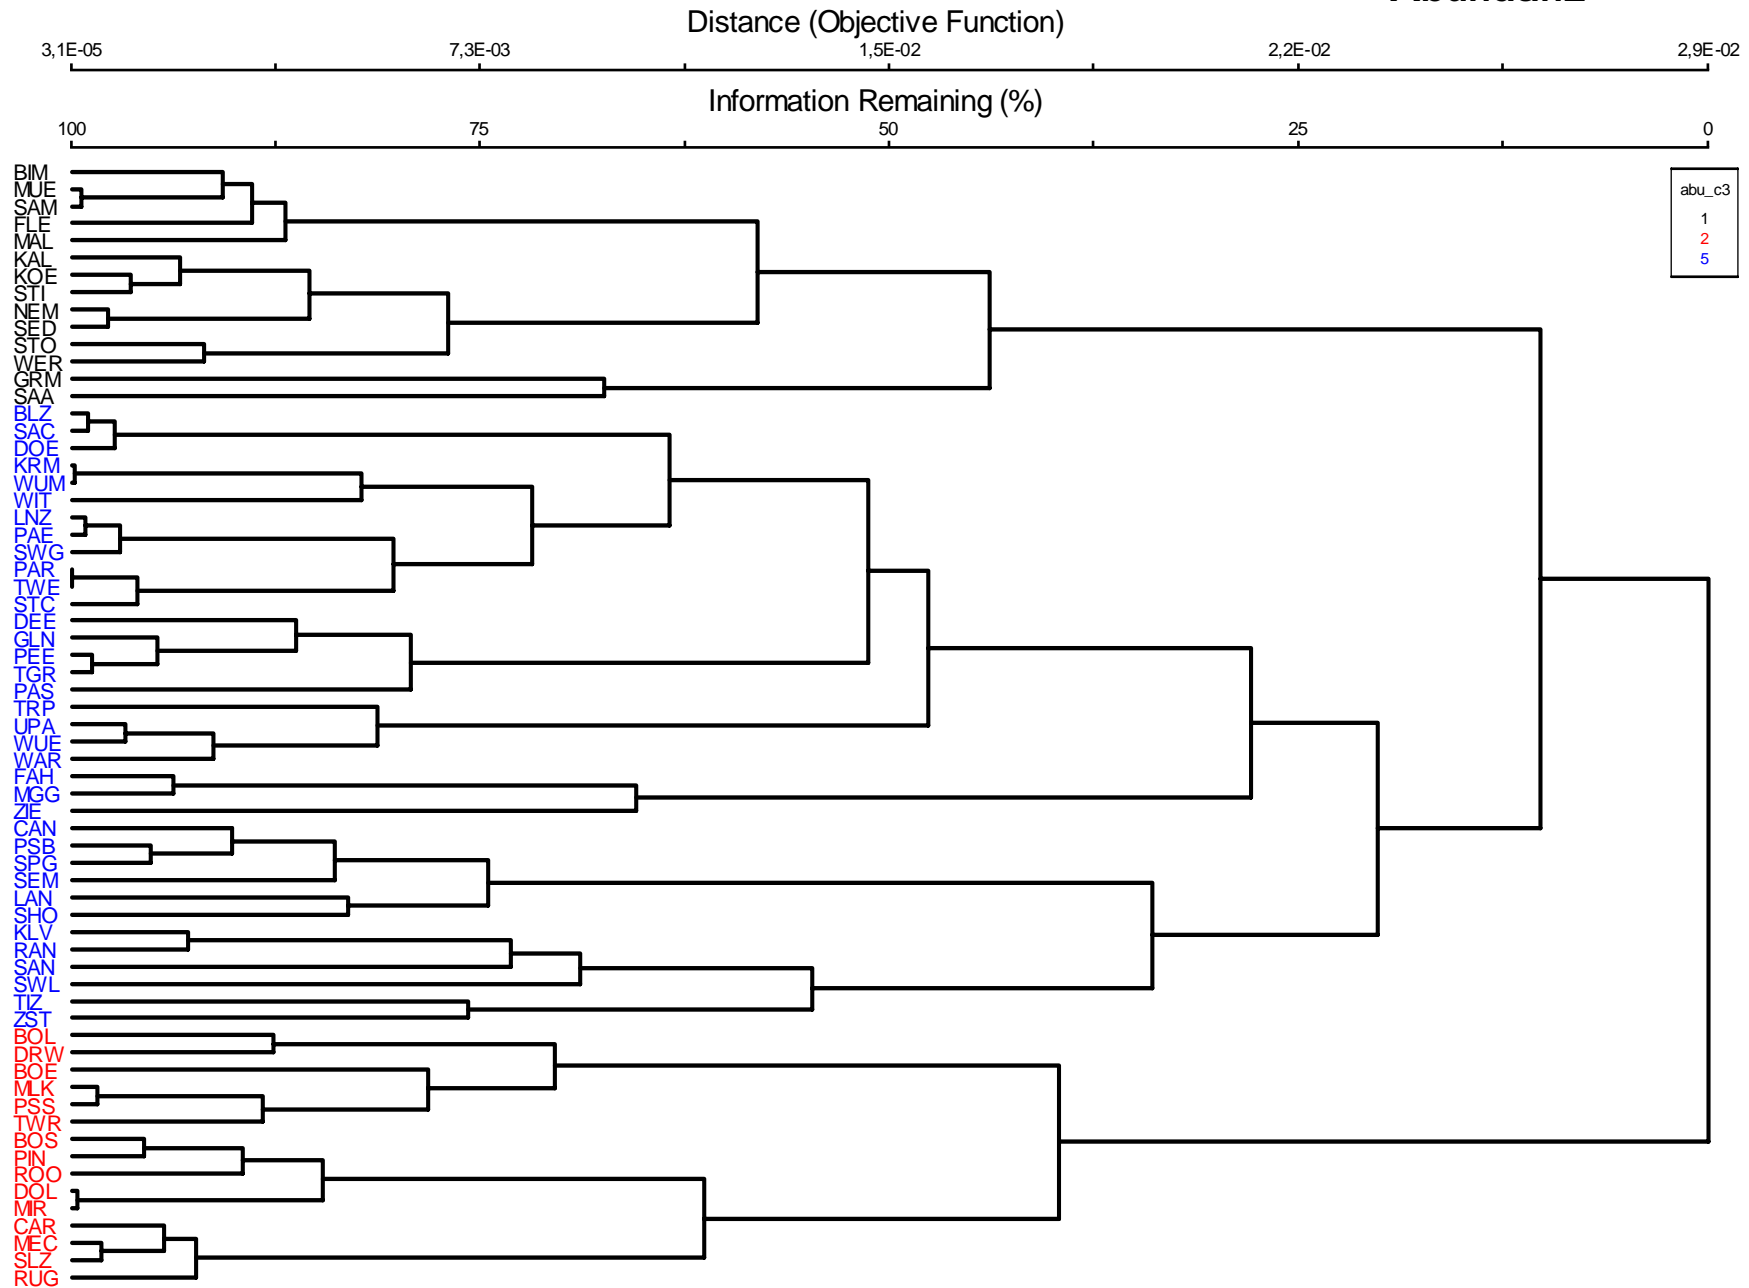 Distance (Objective Function)
3,1E-05 7,3E-03 1,5E-02 2,2E-02 2,9E-02
Information Remaining (%)
100 75 50 25 0
BIM
MUE
SAM
FLE
MAL
KAL
KOE
STI
NEM
SED
STO
WER
GRM
SAA
BLZ
SAC
DOE
KRM
WUM
WIT
LNZ
PAE
SWG
PAR
TWE
STC
DEE
GLN
PEE
TGR
PAS
TRP
UPA
WUE
WAR
FAH
MGG
ZIE
CAN
PSB
SPG
SEM
LAN
SHO
KLV
RAN
SAN
SWL
TIZ
ZST
BOL
DRW
BOE
MLK
PSS
TWR
BOS
PIN
ROO
DOL
MIR
CAR
MEC
SLZ
RUG
abu_c3
1
2
5